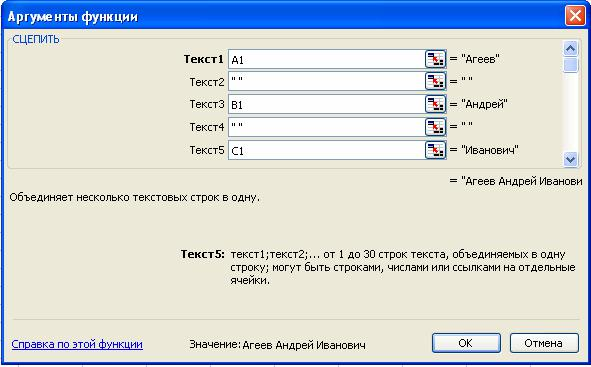 Аргументы функции
СЦЕПИТЬ
Текст1 A1 = "Агеев"
Текст2 " " = " "
Текст3 B1 = "Андрей"
Текст4 " " = " "
Текст5 C1 = "Иванович"
= "Агеев Андрей Иванови
Объединяет несколько текстовых строк в одну.
Текст5: текст1;текст2;... от 1 до 30 строк текста, объединяемых в одну
строку; могут быть строками, числами или ссылками на отдельные
ячейки.
Справка по этой функции Значение:Агеев Андрей Иванович OK Отмена